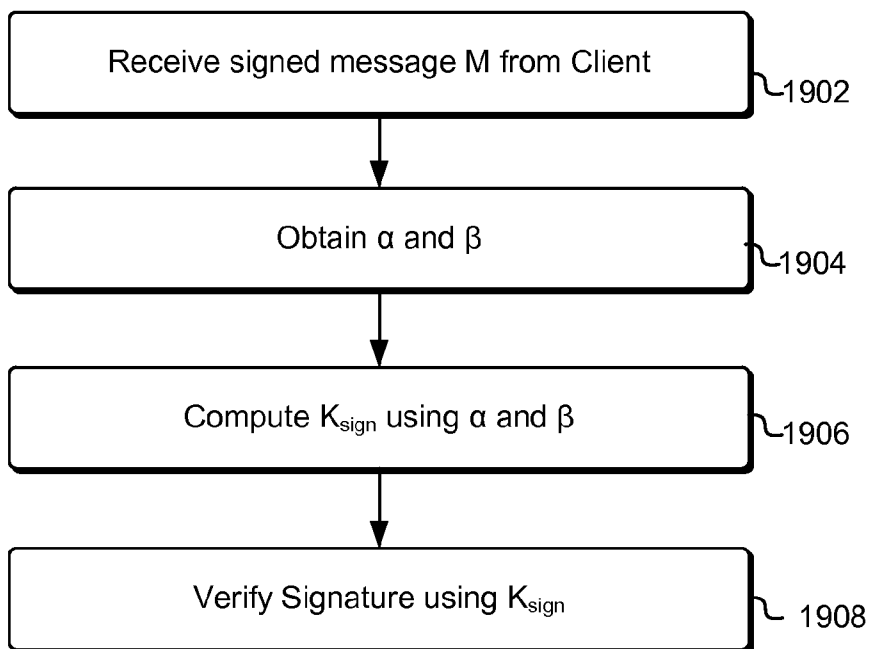 Receive signed message M from Client
1902
Obtain α and β
1904
Compute Ksign using α and β
1906
Verify Signature using Ksign
1908